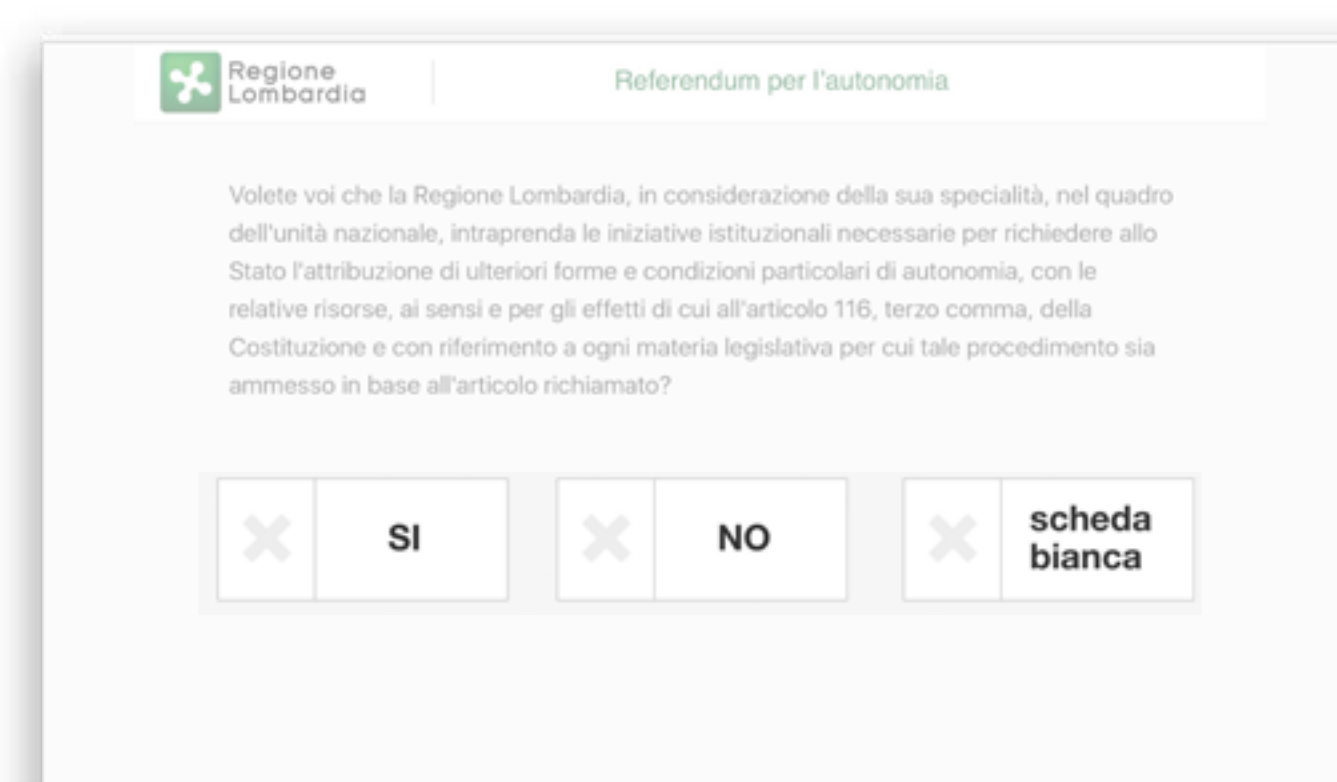 Regione
Lombardia
Referendum per l'autonomia
Volete voi che la Regione Lombardia, in considerazione della sua specialità, nel quadro
dell'unità nazionale, intraprenda le iniziative istituzionali necessarie per richiedere allo
Stato l'attribuzione di ulteriori forme e condizioni particolari di autonomia, con le
relative risorse, ai sensi e per gli effetti di cui all'articolo 116, terzo comma, della
Costituzione e con riferimento a ogni materia legislativa per cui tale procedimento sia
ammesso in base all'articolo richiamato?
SI
NO
scheda
bianca